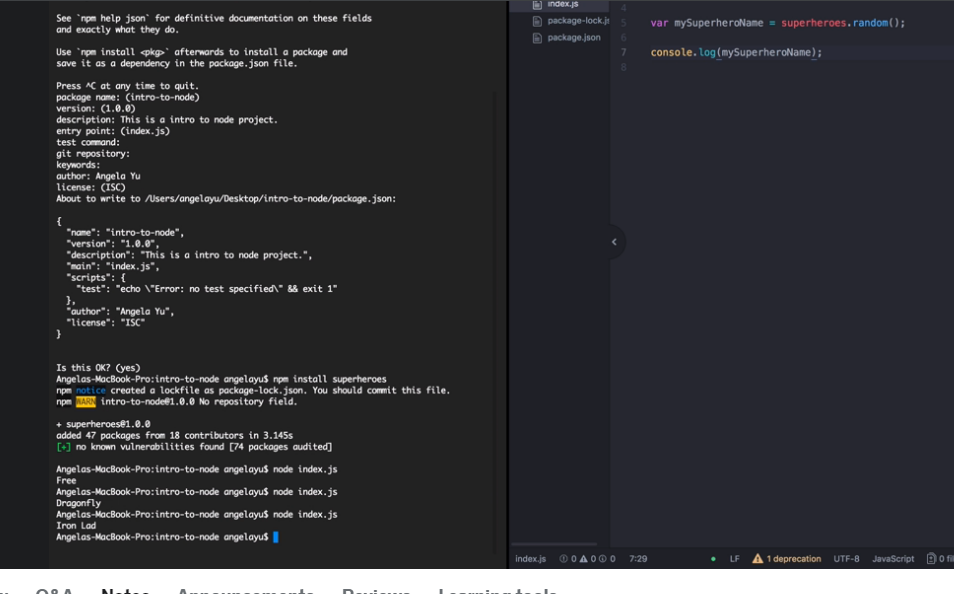 See `npm help json` for definitive documentation on these fields
and exactly what they do.
Use `npm install <pkg>` afterwards to install a package and
save it as a dependency in the package.json file.
Press ^C at any time to quit.
package name: (intro-to-node)
version: (1.0.0)
description: This is a intro to node project.
entry point: (index.js)
test command:
git repository:
keywords:
author: Angela Yu
license: (ISC)
About to write to /Users/angelayu/Desktop/intro-to-node/package.json:
{
"name": "intro-to-node",
"version": "1.0.0",
"description": "This is a intro to node project.",
"main": "index.js",
"scripts": {
"test": "echo \"Error: no test specified\" && exit 1"
},
"author": "Angela Yu",
"license": "ISC"
}
Is this OK? (yes)
Angelas-MacBook-Pro:intro-to-node angelayu$ npm install superheroes
npm notice created a lockfile as package-lock.json. You should commit this file.
npm WARN intro-to-node@1.0.0 No repository field.
+ superheroes@1.0.0
added 47 packages from 18 contributors in 3.145s
[+] no known vulnerabilities found [74 packages audited]
Angelas-MacBook-Pro:intro-to-node angelayu$ node index.js
Free
Angelas-MacBook-Pro:intro-to-node angelayu$ node index.js
Dragonfly
Angelas-MacBook-Pro:intro-to-node angelayu$ node index.js
Iron Lad
Angelas-MacBook-Pro:intro-to-node angelayu$
index.js
package-lock.js
package.json
4
5 var mySuperheroName = superheroes.random();
6
7 console.log(mySuperheroName);
8
index.js 0 0 0 7:29 LF 1 deprecation UTF-8 JavaScript 0 fil
Q&A Notes Announcements Reviews Learning tools